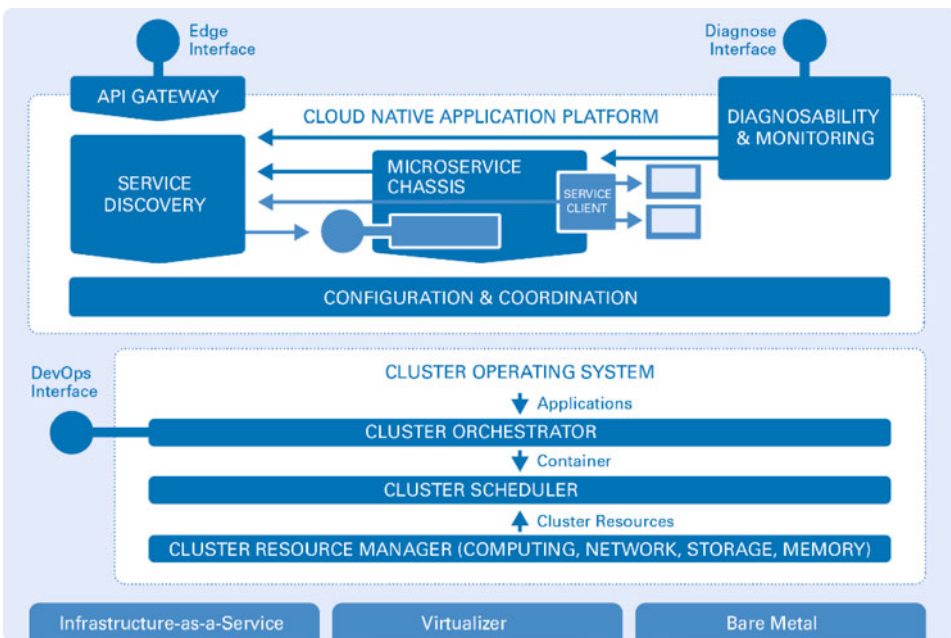 Edge
Interface
Diagnose
Interface
API GATEWAY
CLOUD NATIVE APPLICATION PLATFORM
DIAGNOSABILITY
& MONITORING
SERVICE
DISCOVERY
MICROSERVICE
CHASSIS
SERVICE
CLIENT
CONFIGURATION & COORDINATION
DevOps
Interface
CLUSTER OPERATING SYSTEM
Applications
CLUSTER ORCHESTRATOR
Container
CLUSTER SCHEDULER
Cluster Resources
CLUSTER RESOURCE MANAGER (COMPUTING, NETWORK, STORAGE, MEMORY)
Infrastructure-as-a-Service
Virtualizer
Bare Metal